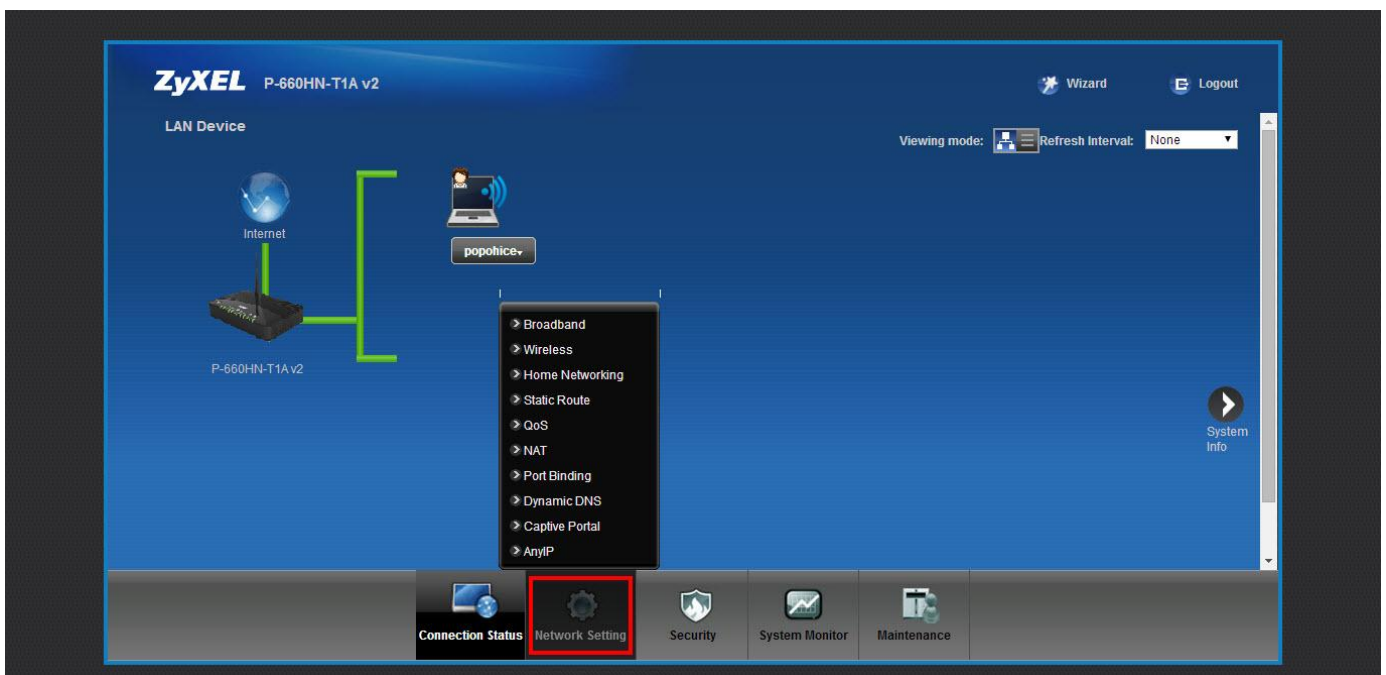 ZyXEL P-660HN-T1A v2
Wizard
Logout
LAN Device
Viewing mode:
Refresh Interval:
None
Internet
popohice
P-660HN-T1A v2
Broadband
Wireless
Home Networking
Static Route
QoS
NAT
Port Binding
Dynamic DNS
Captive Portal
AnyIP
System
Info
Connection Status
Network Setting
Security
System Monitor
Maintenance